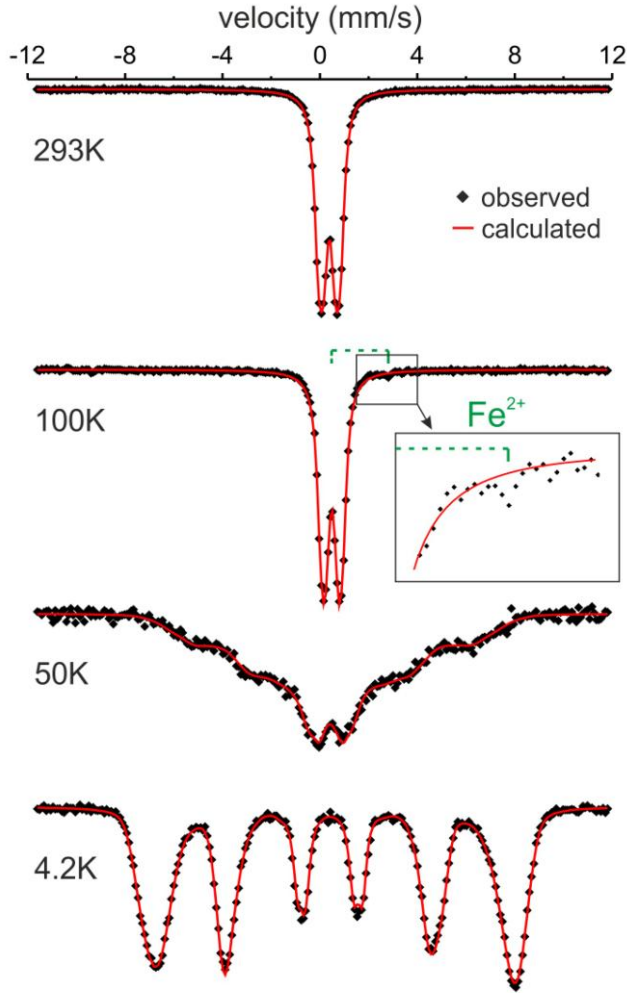 velocity (mm/s)
-12 -8 -4 0 4 8 12
293K
observed
calculated
100K
Fe²⁺
50K
4.2K